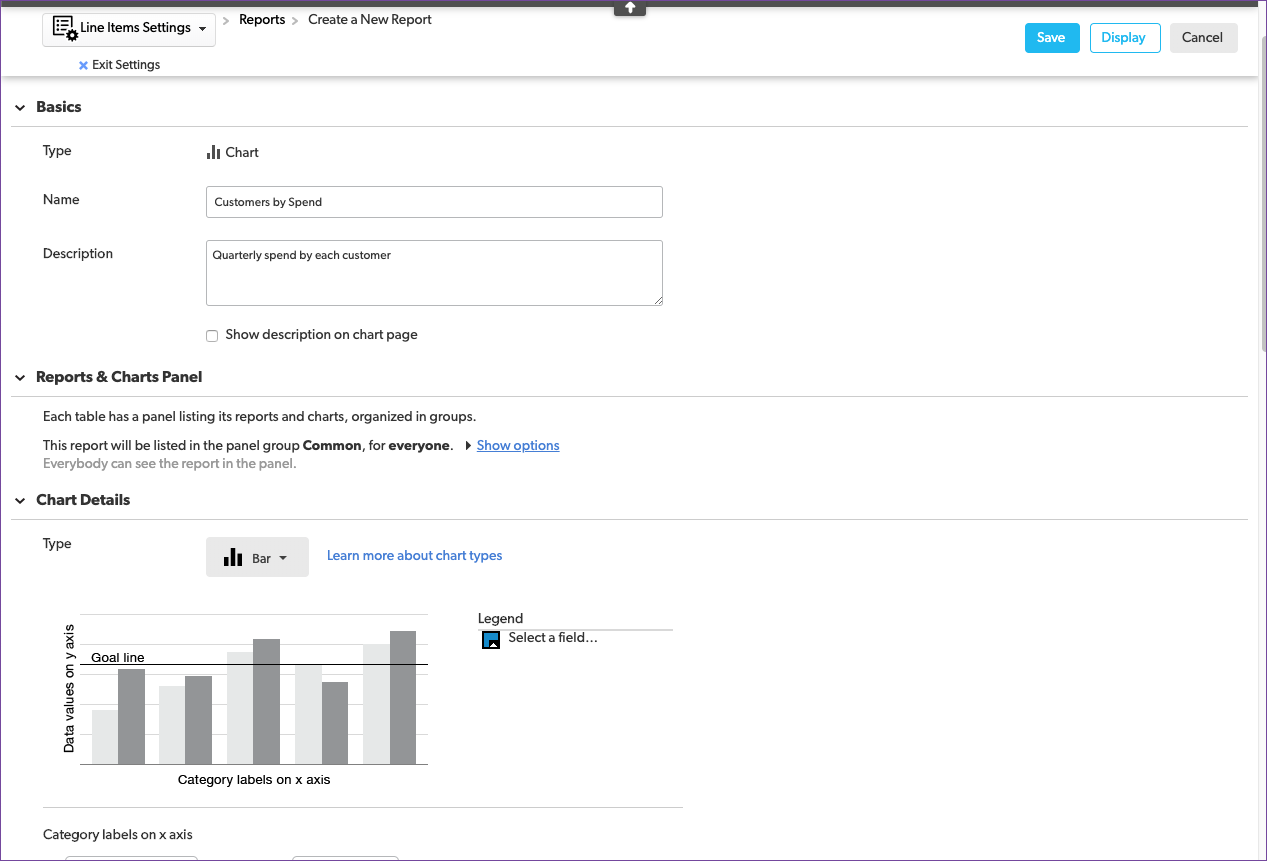 Line Items Settings
Reports
Create a New Report
Save
Display
Cancel
Exit Settings
Basics
Type
Chart
Name
Customers by Spend
Description
Quarterly spend by each customer
Show description on chart page
Reports & Charts Panel
Each table has a panel listing its reports and charts, organized in groups.
This report will be listed in the panel group Common, for everyone. Show options
Everybody can see the report in the panel.
Chart Details
Type
Bar
Learn more about chart types
Data values on y axis
Goal line
Category labels on x axis
Legend
Select a field...
Category labels on x axis